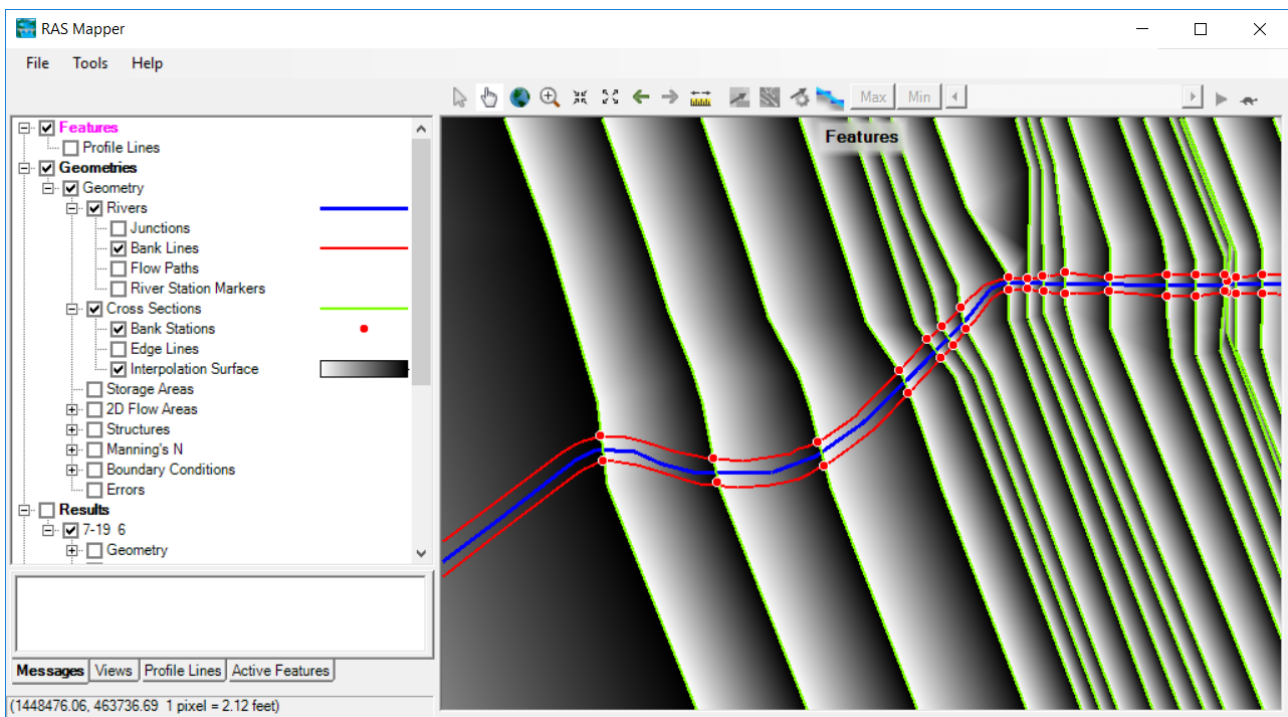 RAS Mapper
File Tools Help
Max Min
Features
Profile Lines
Geometries
Geometry
Rivers
Junctions
Bank Lines
Flow Paths
River Station Markers
Cross Sections
Bank Stations
Edge Lines
Interpolation Surface
Storage Areas
2D Flow Areas
Structures
Manning's N
Boundary Conditions
Errors
Results
7-19 6
Geometry
Features
Messages Views Profile Lines Active Features
(1448476.06, 463736.69 1 pixel = 2.12 feet)